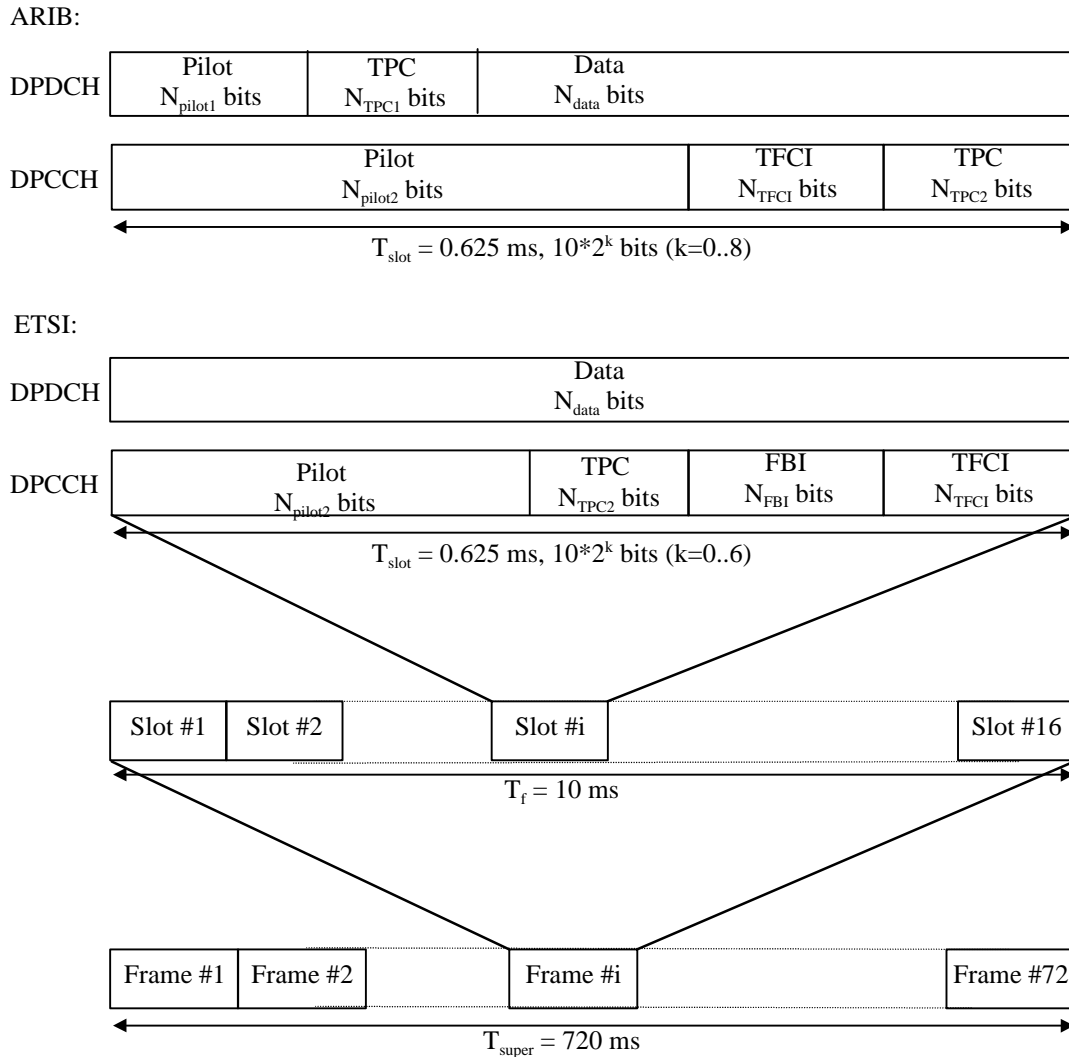 ARIB:
DPDCH
Pilot
N_pilot1 bits
TPC
N_TPC1 bits
Data
N_data bits
DPCCH
Pilot
N_pilot2 bits
TFCI
N_TFCI bits
TPC
N_TPC2 bits
T_slot = 0.625 ms, 10*2^k bits (k=0..8)
ETSI:
DPDCH
Data
N_data bits
DPCCH
Pilot
N_pilot2 bits
TPC
N_TPC2 bits
FBI
N_FBI bits
TFCI
N_TFCI bits
T_slot = 0.625 ms, 10*2^k bits (k=0..6)
Slot #1
Slot #2
Slot #i
Slot #16
T_f = 10 ms
Frame #1
Frame #2
Frame #i
Frame #72
T_super = 720 ms